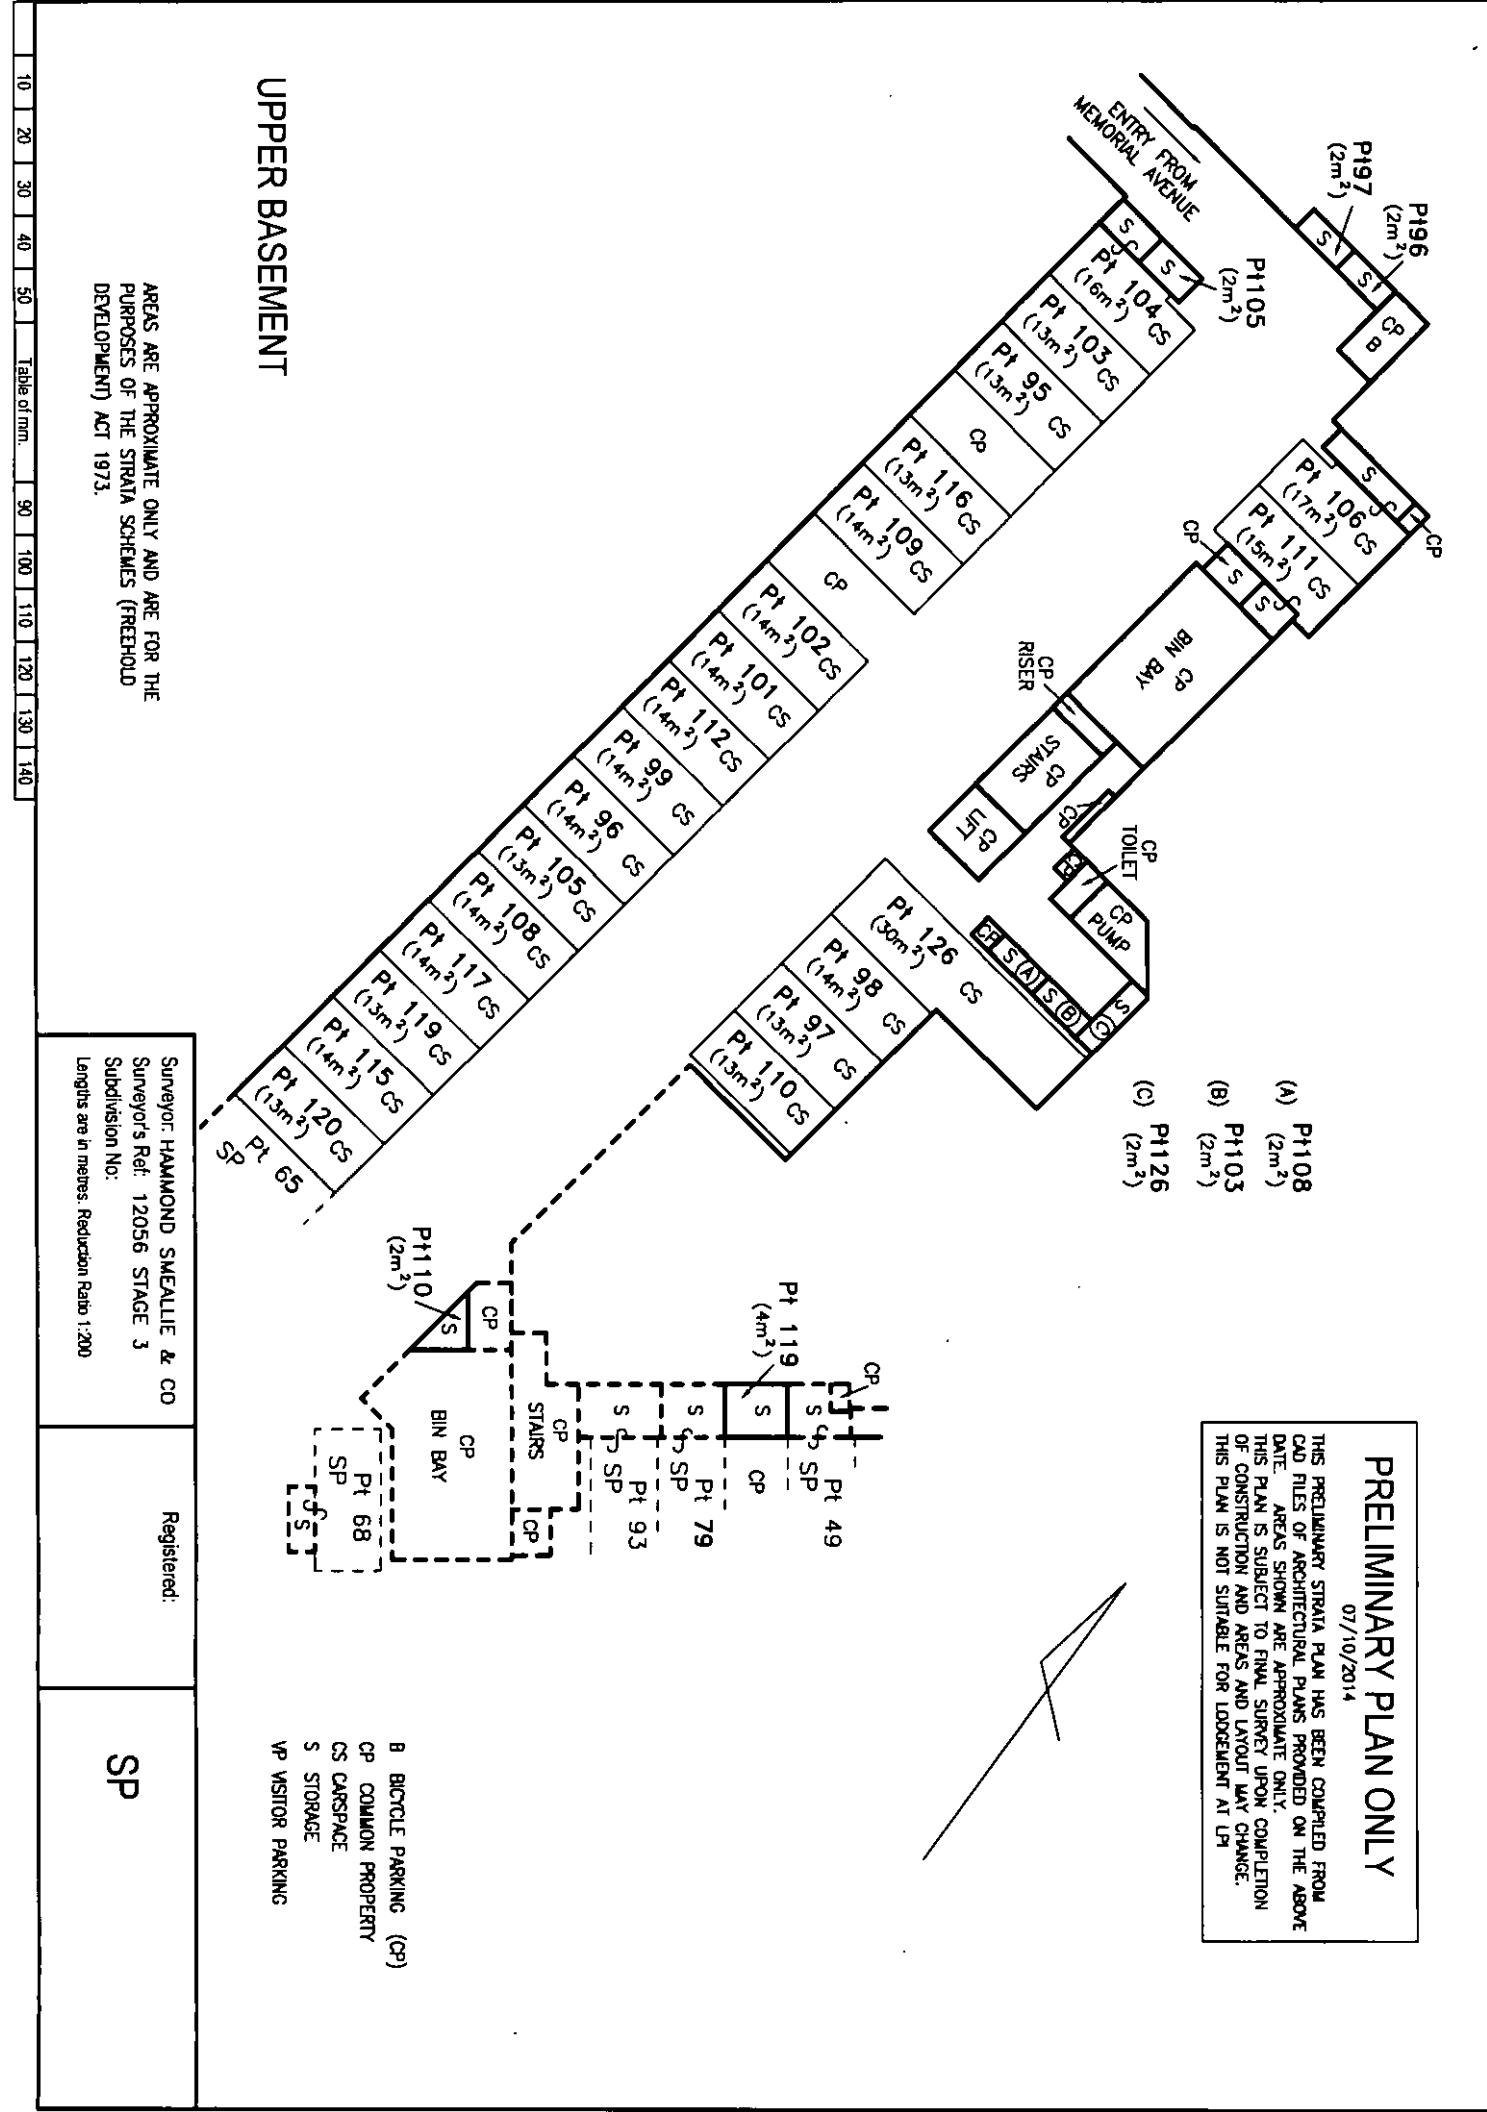 PRELIMINARY PLAN ONLY
07/10/2014
THIS PRELIMINARY STRATA PLAN HAS BEEN COMPILED FROM
CAD FILES OF ARCHITECTURAL PLANS PROVIDED ON THE ABOVE
DATE. AREAS SHOWN ARE APPROXIMATE ONLY.
THIS PLAN IS SUBJECT TO FINAL SURVEY UPON COMPLETION
OF CONSTRUCTION AND AREAS AND LAYOUT MAY CHANGE.
THIS PLAN IS NOT SUITABLE FOR LODGEMENT AT LPI
ENTRY FROM
MEMORIAL AVENUE
Pt97
(2m²)
Pt96
(2m²)
S
S
CP
B
Pt105
(2m²)
S
S
Pt 104
(16m²) CS
Pt 103
(13m²) CS
Pt 95
(13m²) CS
CP
Pt 116
(13m²) CS
Pt 109
(14m²) CS
CP
Pt 102
(14m²) CS
Pt 101
(14m²) CS
Pt 112
(14m²) CS
Pt 99
(14m²) CS
Pt 96
(14m²) CS
Pt 105
(13m²) CS
Pt 108
(14m²) CS
Pt 117
(14m²) CS
Pt 119
(13m²) CS
Pt 115
(14m²) CS
Pt 120
(13m²) CS
Pt 65
SP
S
CP
Pt 106
(17m²) CS
Pt 111
(15m²) CS
CP
S
S
CP
BIN BAY
CP
RISER
CP
STAIRS
CP
LIFT
CP
CP
TOILET
CP
CP
PUMP
CP
S (A)
S (B)
(C)
S
Pt 126
(30m²) CS
Pt 98
(14m²) CS
Pt 97
(13m²) CS
Pt 110
(13m²) CS
(A) Pt108
(2m²)
(B) Pt103
(2m²)
(C) Pt126
(2m²)
Pt110
(2m²)
S
CP
CP
BIN BAY
CP
STAIRS
CP
Pt 119
(4m²)
S
S
S
S
CP
Pt 49
SP
CP
Pt 79
SP
Pt 93
SP
Pt 68
SP
S
UPPER BASEMENT
B BICYCLE PARKING (CP)
CP COMMON PROPERTY
CS CARSPACE
S STORAGE
VP VISITOR PARKING
AREAS ARE APPROXIMATE ONLY AND ARE FOR THE
PURPOSES OF THE STRATA SCHEMES (FREEHOLD
DEVELOPMENT) ACT 1973.
Surveyor: HAMMOND SMEALLIE & CO
Surveyor's Ref: 12056 STAGE 3
Subdivision No:
Lengths are in metres. Reduction Ratio 1:200
Registered:
SP
10 20 30 40 50 Table of mm. 90 100 110 120 130 140